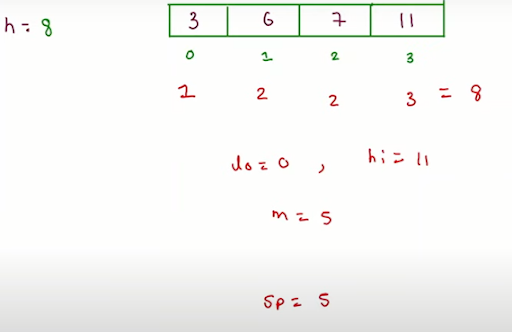 h = 8
3 6 7 11
0 1 2 3
1 2 2 3 = 8
lo = 0 , hi = 11
m = 5
sp = 5